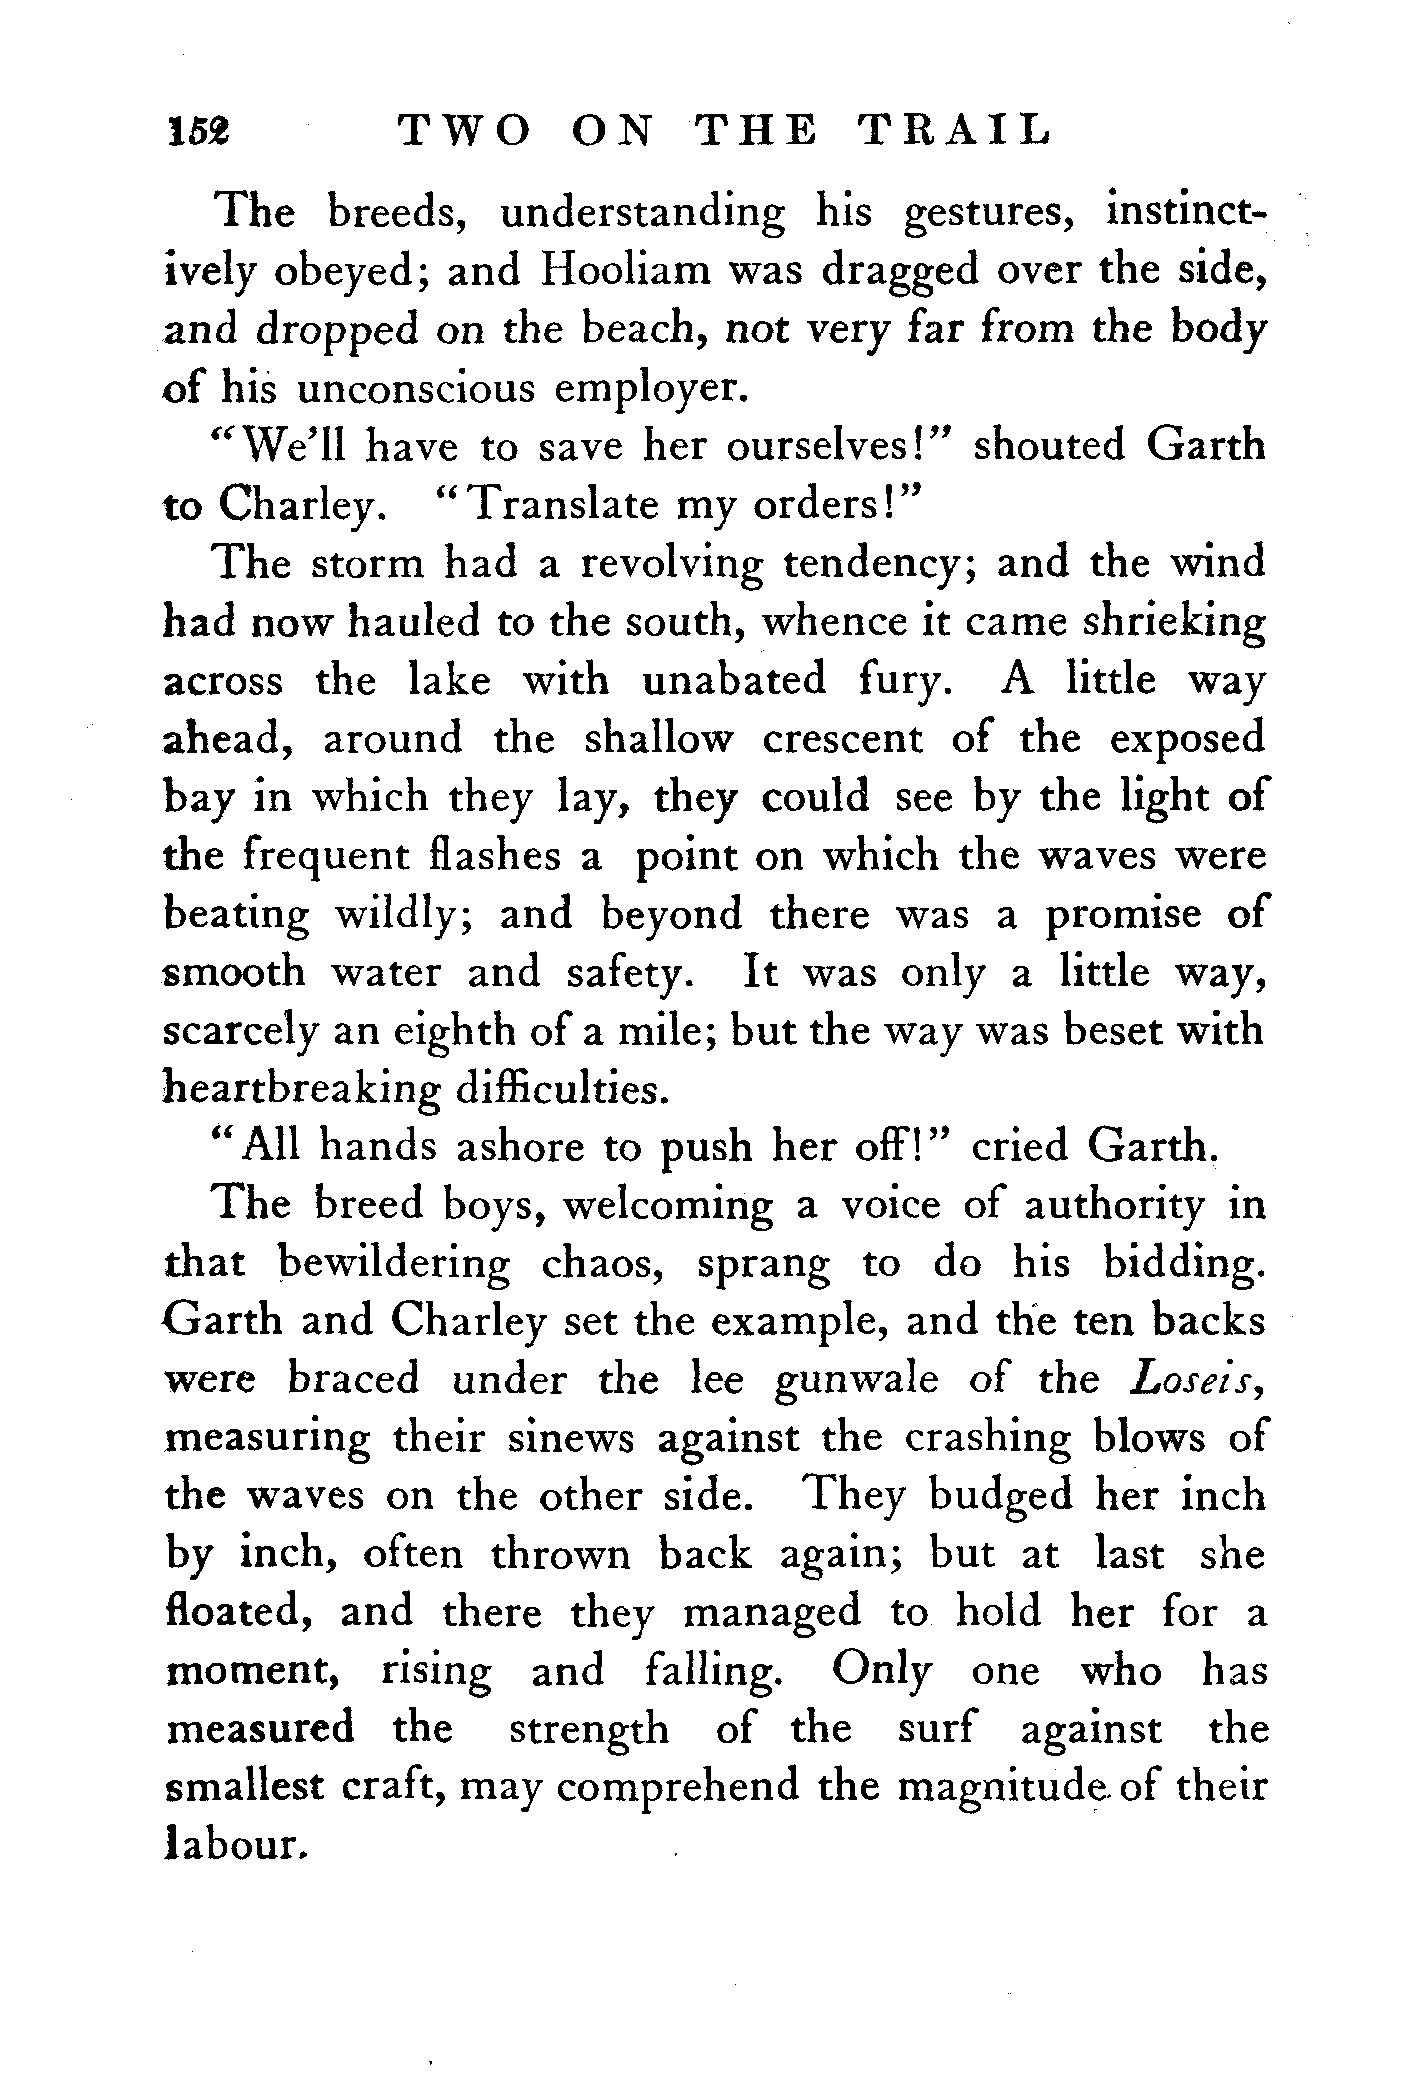 152 TWO ON THE TRAIL
The breeds, understanding his gestures, instinct-
ively obeyed; and Hooliam was dragged over the side,
and dropped on the beach, not very far from the body
of his unconscious employer.
"We'll have to save her ourselves!" shouted Garth
to Charley. "Translate my orders!"
The storm had a revolving tendency; and the wind
had now hauled to the south, whence it came shrieking
across the lake with unabated fury. A little way
ahead, around the shallow crescent of the exposed
bay in which they lay, they could see by the light of
the frequent flashes a point on which the waves were
beating wildly; and beyond there was a promise of
smooth water and safety. It was only a little way,
scarcely an eighth of a mile; but the way was beset with
heartbreaking difficulties.
"All hands ashore to push her off!" cried Garth.
The breed boys, welcoming a voice of authority in
that bewildering chaos, sprang to do his bidding.
Garth and Charley set the example, and the ten backs
were braced under the lee gunwale of the Loseis,
measuring their sinews against the crashing blows of
the waves on the other side. They budged her inch
by inch, often thrown back again; but at last she
floated, and there they managed to hold her for a
moment, rising and falling. Only one who has
measured the strength of the surf against the
smallest craft, may comprehend the magnitude of their
labour.